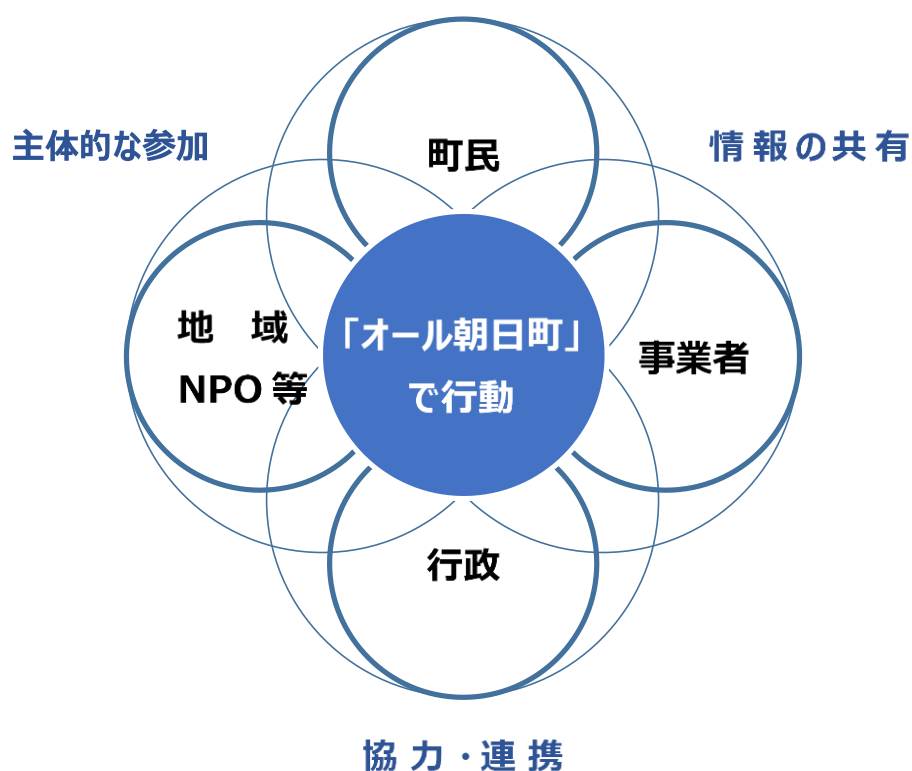 主体的な参加
情報の共有
町民
地　域
NPO 等
「オール朝日町」
で行動
事業者
行政
協力・連携